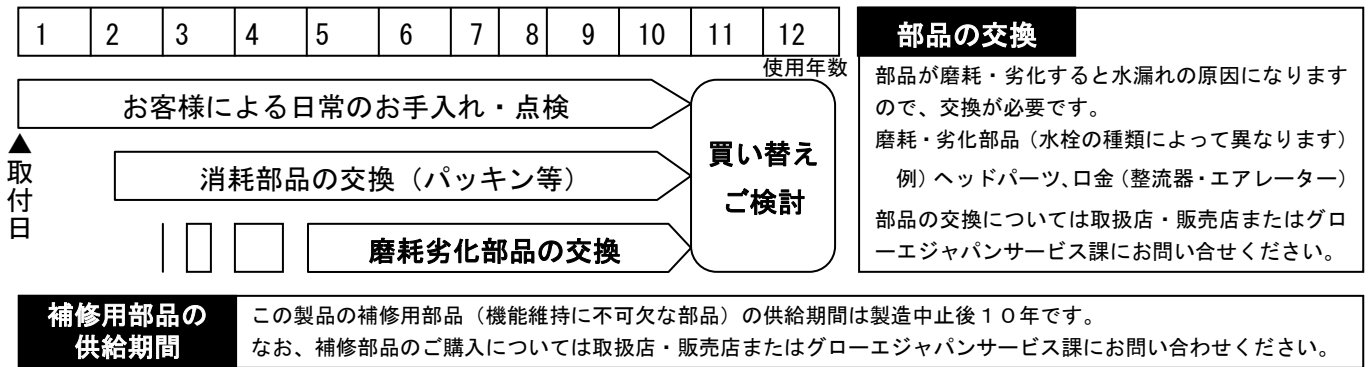 1 2 3 4 5 6 7 8 9 10 11 12
使用年数
お客様による日常のお手入れ・点検
▲取付日
消耗部品の交換（パッキン等）
磨耗劣化部品の交換
買い替え
ご検討
部品の交換
部品が磨耗・劣化すると水漏れの原因になります
ので、交換が必要です。
磨耗・劣化部品（水栓の種類によって異なります）
例）ヘッドパーツ、口金（整流器・エアレーター）
部品の交換については取扱店・販売店またはグロ
ーエジャパンサービス課にお問い合せください。
補修用部品の
供給期間
この製品の補修用部品（機能維持に不可欠な部品）の供給期間は製造中止後１０年です。
なお、補修部品のご購入については取扱店・販売店またはグローエジャパンサービス課にお問い合わせください。